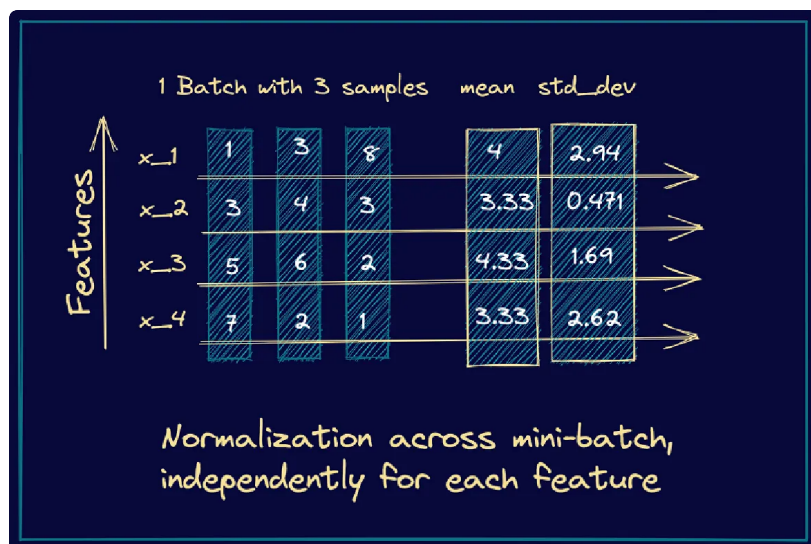 1 Batch with 3 samples mean std_dev
x_1 1 3 8 4 2.94
x_2 3 4 3 3.33 0.471
x_3 5 6 2 4.33 1.69
x_4 7 2 1 3.33 2.62
Features
Normalization across mini-batch,
independently for each feature